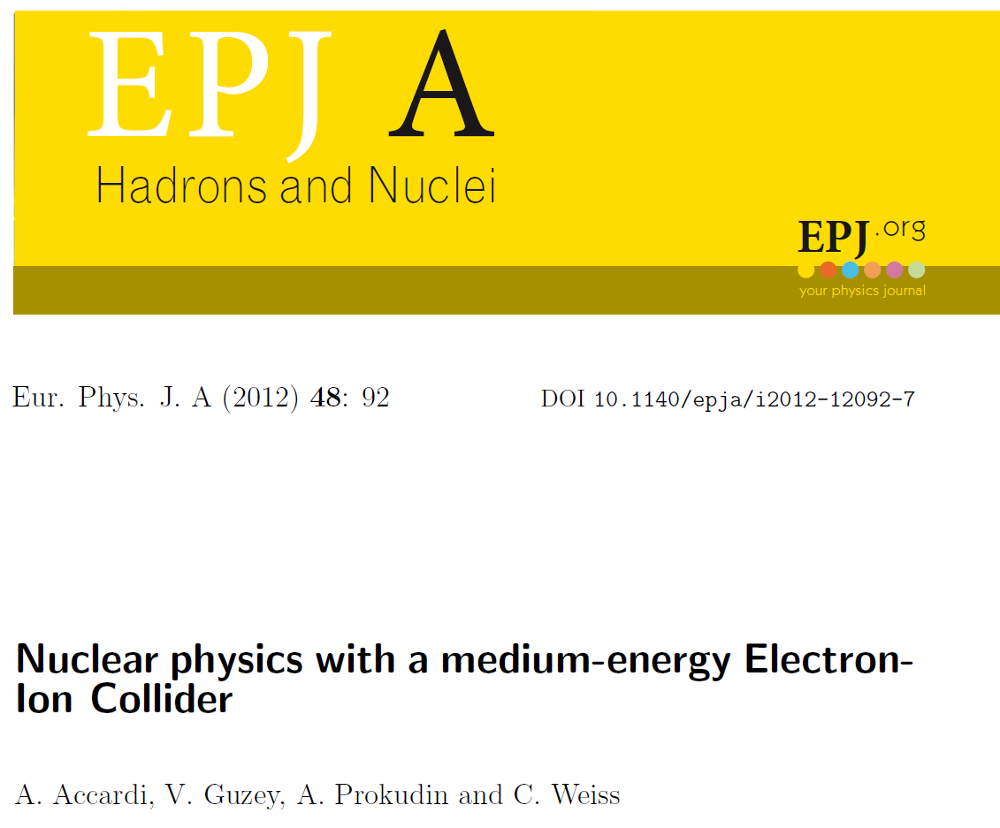 EPJ A
Hadrons and Nuclei
EPJ.org
your physics journal
Eur. Phys. J. A (2012) 48: 92 DOI 10.1140/epja/i2012-12092-7
Nuclear physics with a medium-energy Electron-
Ion Collider
A. Accardi, V. Guzey, A. Prokudin and C. Weiss